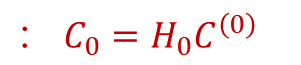 : C₀ = H₀C⁽⁰⁾